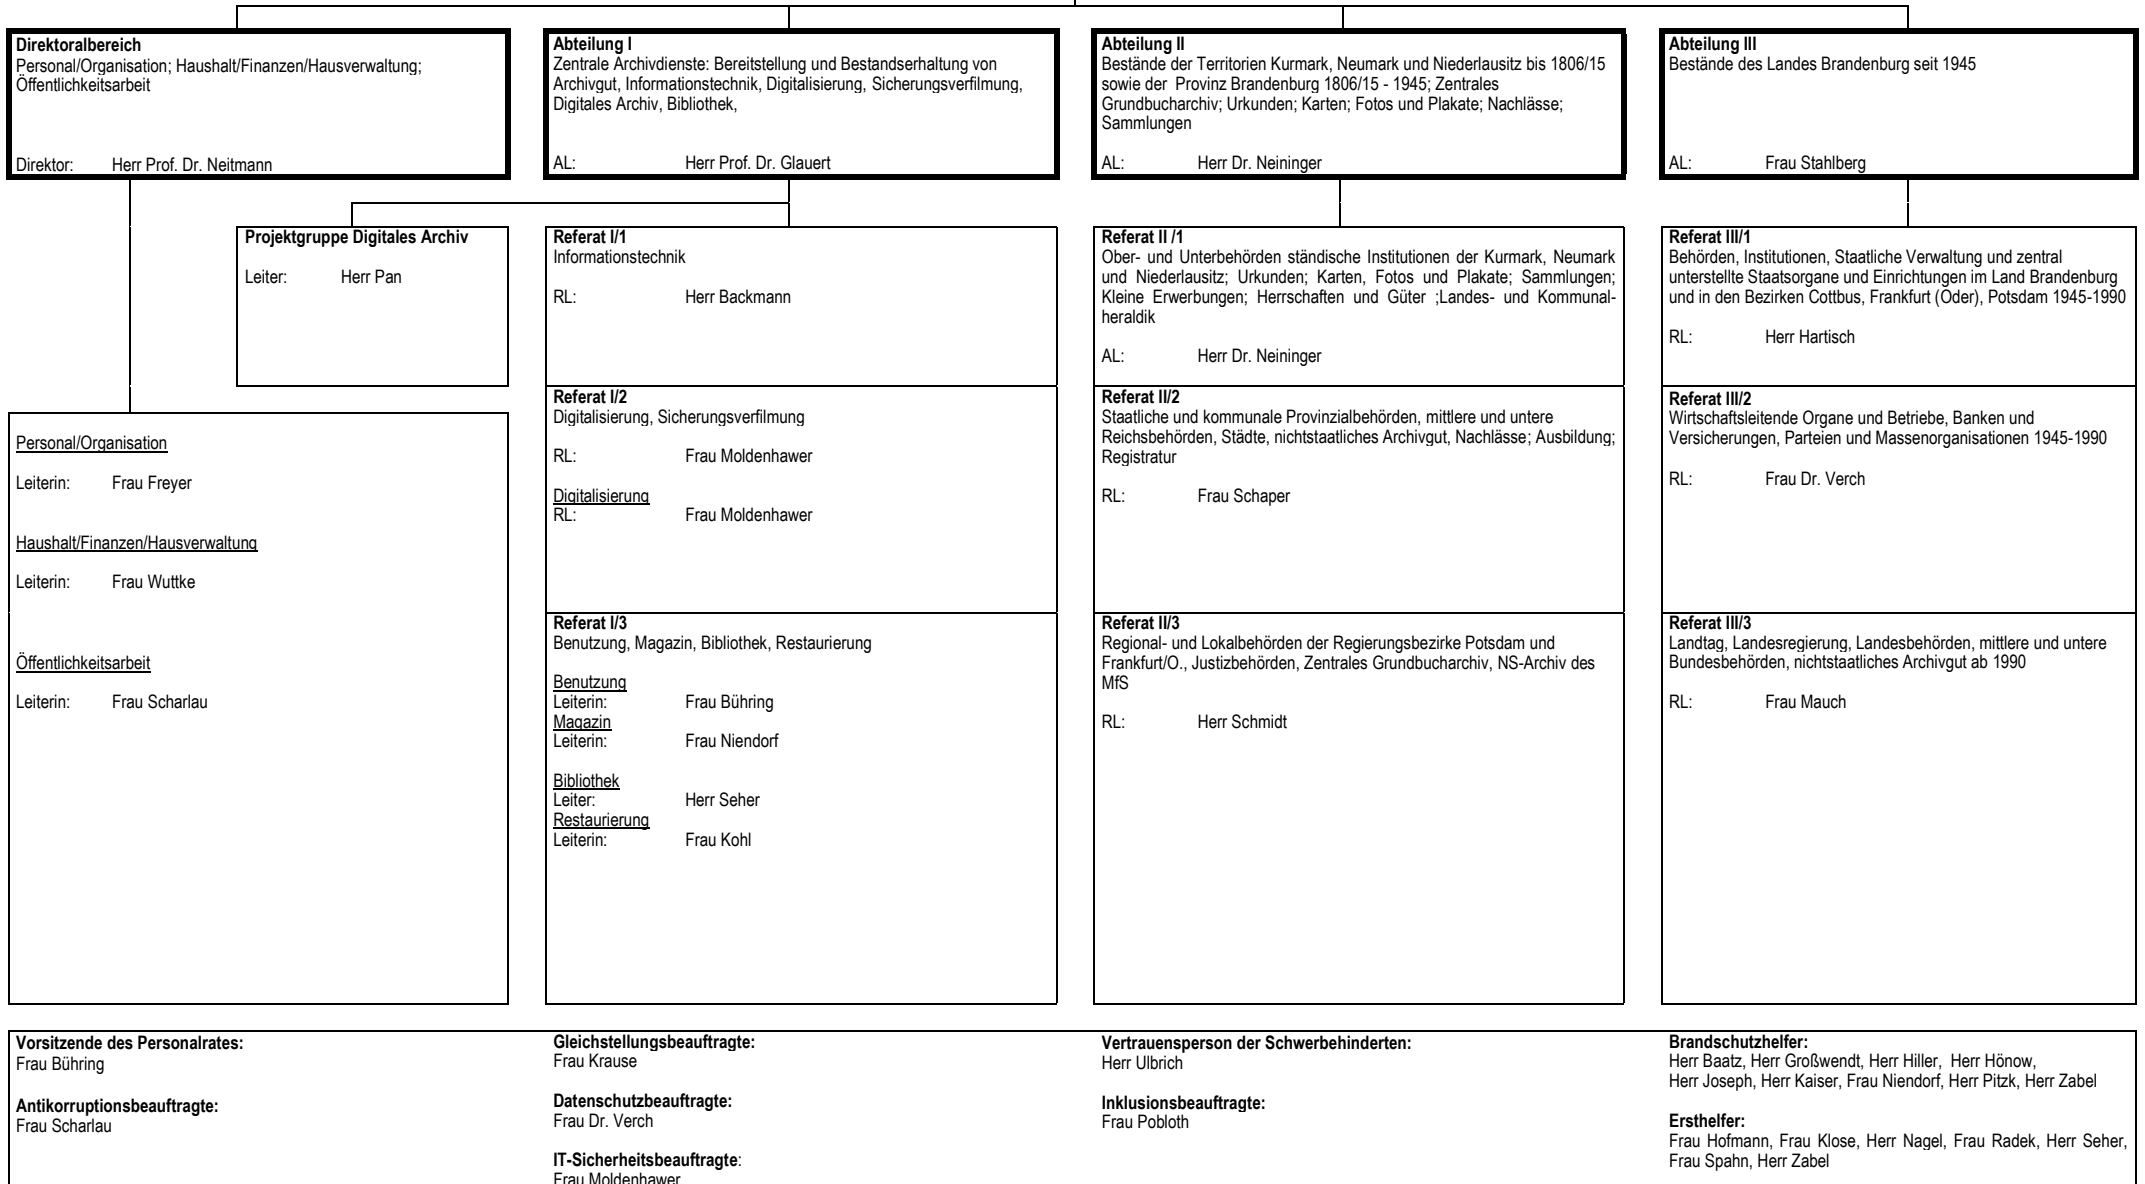 Direktoralbereich
Personal/Organisation; Haushalt/Finanzen/Hausverwaltung;
Öffentlichkeitsarbeit
Direktor: Herr Prof. Dr. Neitmann
Abteilung I
Zentrale Archivdienste: Bereitstellung und Bestandserhaltung von
Archivgut, Informationstechnik, Digitalisierung, Sicherungsverfilmung,
Digitales Archiv, Bibliothek,
AL: Herr Prof. Dr. Glauert
Abteilung II
Bestände der Territorien Kurmark, Neumark und Niederlausitz bis 1806/15
sowie der Provinz Brandenburg 1806/15 - 1945; Zentrales
Grundbucharchiv; Urkunden; Karten; Fotos und Plakate; Nachlässe;
Sammlungen
AL: Herr Dr. Neininger
Abteilung III
Bestände des Landes Brandenburg seit 1945
AL: Frau Stahlberg
Projektgruppe Digitales Archiv
Leiter: Herr Pan
Personal/Organisation
Leiterin: Frau Freyer
Haushalt/Finanzen/Hausverwaltung
Leiterin: Frau Wuttke
Öffentlichkeitsarbeit
Leiterin: Frau Scharlau
Referat I/1
Informationstechnik
RL: Herr Backmann
Referat I/2
Digitalisierung, Sicherungsverfilmung
RL: Frau Moldenhawer
Digitalisierung
RL: Frau Moldenhawer
Referat I/3
Benutzung, Magazin, Bibliothek, Restaurierung
Benutzung
Leiterin: Frau Bühring
Magazin
Leiterin: Frau Niendorf
Bibliothek
Leiter: Herr Seher
Restaurierung
Leiterin: Frau Kohl
Referat II /1
Ober- und Unterbehörden ständische Institutionen der Kurmark, Neumark
und Niederlausitz; Urkunden; Karten, Fotos und Plakate; Sammlungen;
Kleine Erwerbungen; Herrschaften und Güter ;Landes- und Kommunal-
heraldik
AL: Herr Dr. Neininger
Referat II/2
Staatliche und kommunale Provinzialbehörden, mittlere und untere
Reichsbehörden, Städte, nichtstaatliches Archivgut, Nachlässe; Ausbildung;
Registratur
RL: Frau Schaper
Referat II/3
Regional- und Lokalbehörden der Regierungsbezirke Potsdam und
Frankfurt/O., Justizbehörden, Zentrales Grundbucharchiv, NS-Archiv des
MfS
RL: Herr Schmidt
Referat III/1
Behörden, Institutionen, Staatliche Verwaltung und zentral
unterstellte Staatsorgane und Einrichtungen im Land Brandenburg
und in den Bezirken Cottbus, Frankfurt (Oder), Potsdam 1945-1990
RL: Herr Hartisch
Referat III/2
Wirtschaftsleitende Organe und Betriebe, Banken und
Versicherungen, Parteien und Massenorganisationen 1945-1990
RL: Frau Dr. Verch
Referat III/3
Landtag, Landesregierung, Landesbehörden, mittlere und untere
Bundesbehörden, nichtstaatliches Archivgut ab 1990
RL: Frau Mauch
Vorsitzende des Personalrates:
Frau Bühring
Antikorruptionsbeauftragte:
Frau Scharlau
Gleichstellungsbeauftragte:
Frau Krause
Datenschutzbeauftragte:
Frau Dr. Verch
IT-Sicherheitsbeauftragte:
Frau Moldenhawer
Vertrauensperson der Schwerbehinderten:
Herr Ulbrich
Inklusionsbeauftragte:
Frau Pobloth
Brandschutzhelfer:
Herr Baatz, Herr Großwendt, Herr Hiller, Herr Hönow,
Herr Joseph, Herr Kaiser, Frau Niendorf, Herr Pitzk, Herr Zabel
Ersthelfer:
Frau Hofmann, Frau Klose, Herr Nagel, Frau Radek, Herr Seher,
Frau Spahn, Herr Zabel